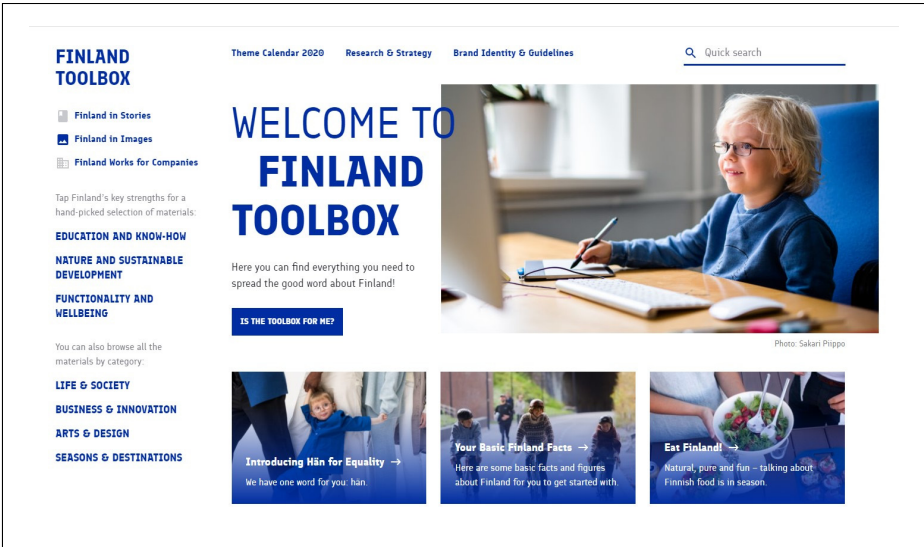 FINLAND
TOOLBOX
Finland in Stories
Finland in Images
Finland Works for Companies
Tap Finland's key strengths for a
hand-picked selection of materials:
EDUCATION AND KNOW-HOW
NATURE AND SUSTAINABLE
DEVELOPMENT
FUNCTIONALITY AND
WELLBEING
You can also browse all the
materials by category:
LIFE & SOCIETY
BUSINESS & INNOVATION
ARTS & DESIGN
SEASONS & DESTINATIONS
Theme Calendar 2020
Research & Strategy
Brand Identity & Guidelines
Quick search
WELCOME TO
FINLAND
TOOLBOX
Here you can find everything you need to
spread the good word about Finland!
IS THE TOOLBOX FOR ME?
Photo: Sakari Piippo
Introducing Hän for Equality →
We have one word for you: hän.
Your Basic Finland Facts →
Here are some basic facts and figures
about Finland for you to get started with.
Eat Finland! →
Natural, pure and fun – talking about
Finnish food is in season.